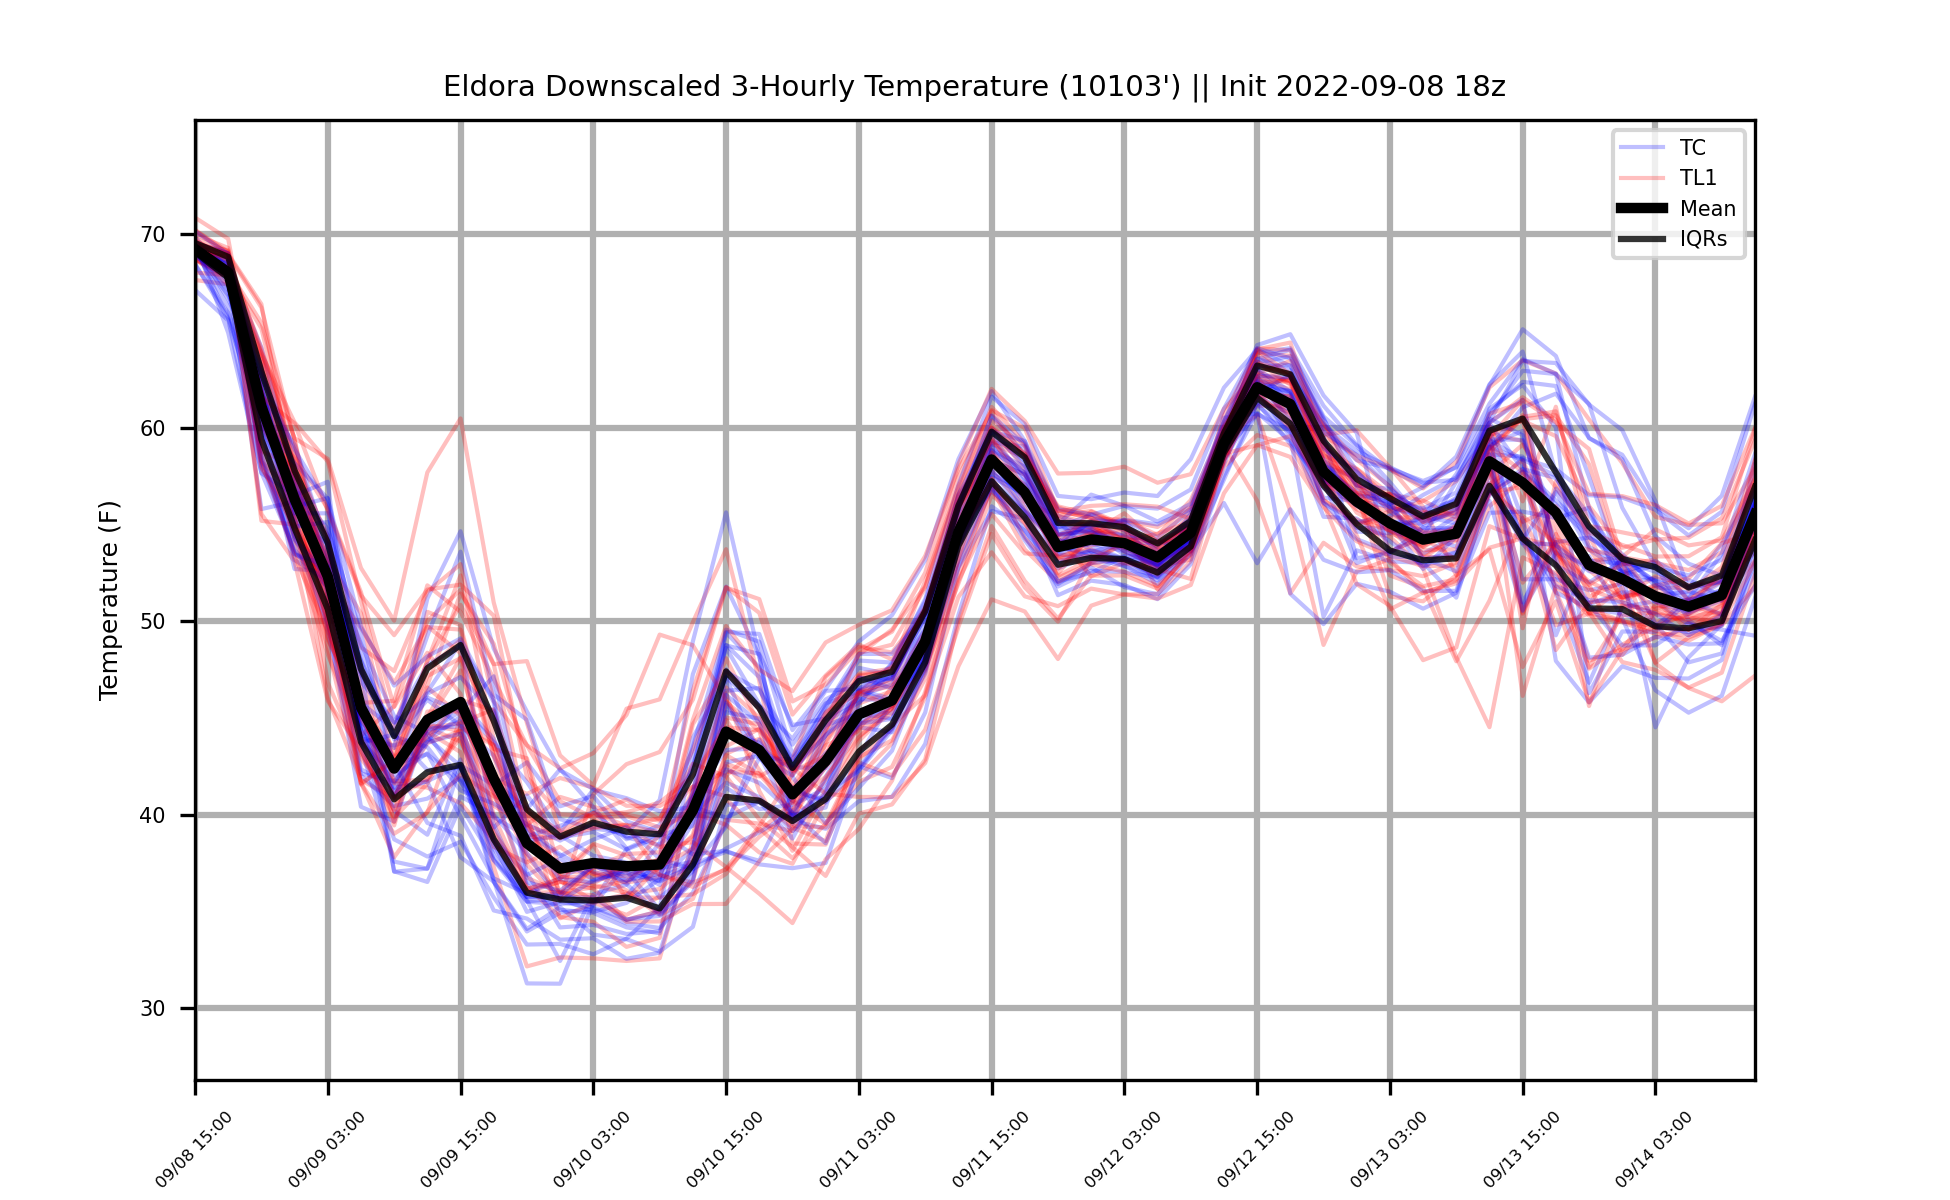 Eldora Downscaled 3-Hourly Temperature (10103') || Init 2022-09-08 18z
TC
TL1
Mean
IQRs
Temperature (F)
70
60
50
40
30
09/08 15:00
09/09 03:00
09/09 15:00
09/10 03:00
09/10 15:00
09/11 03:00
09/11 15:00
09/12 03:00
09/12 15:00
09/13 03:00
09/13 15:00
09/14 03:00